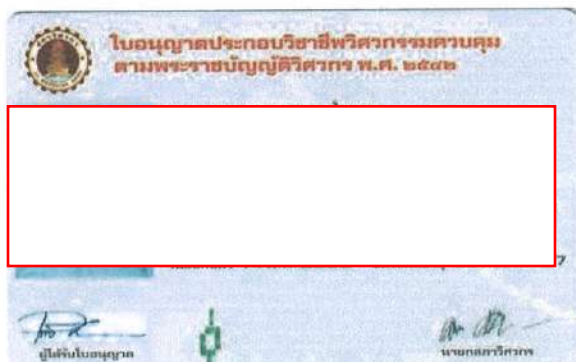 ใบอนุญาตประกอบวิชาชีพวิศวกรรมควบคุม
ตามพระราชบัญญัติวิศวกร พ.ศ. ๒๕๔๒
ผู้ได้รับใบอนุญาต
นายกสภาวิศวกร